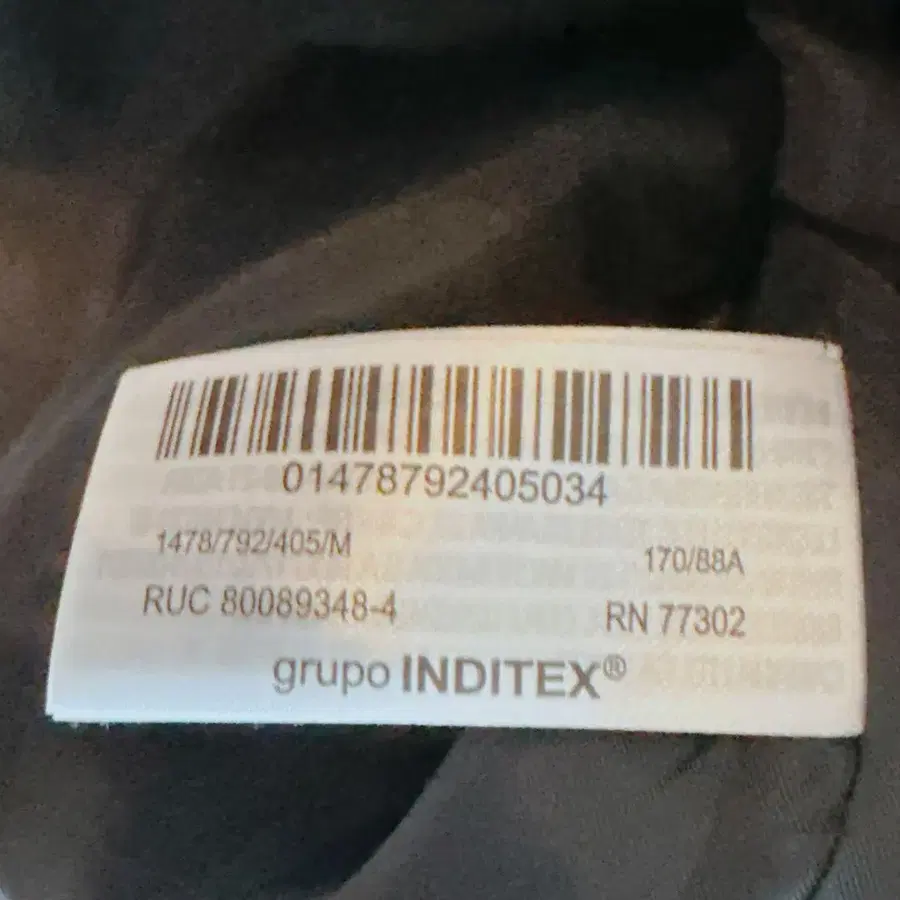 01478792405034
1478/792/405/M 170/88A
RUC 80089348-4 RN 77302
grupo INDITEX®